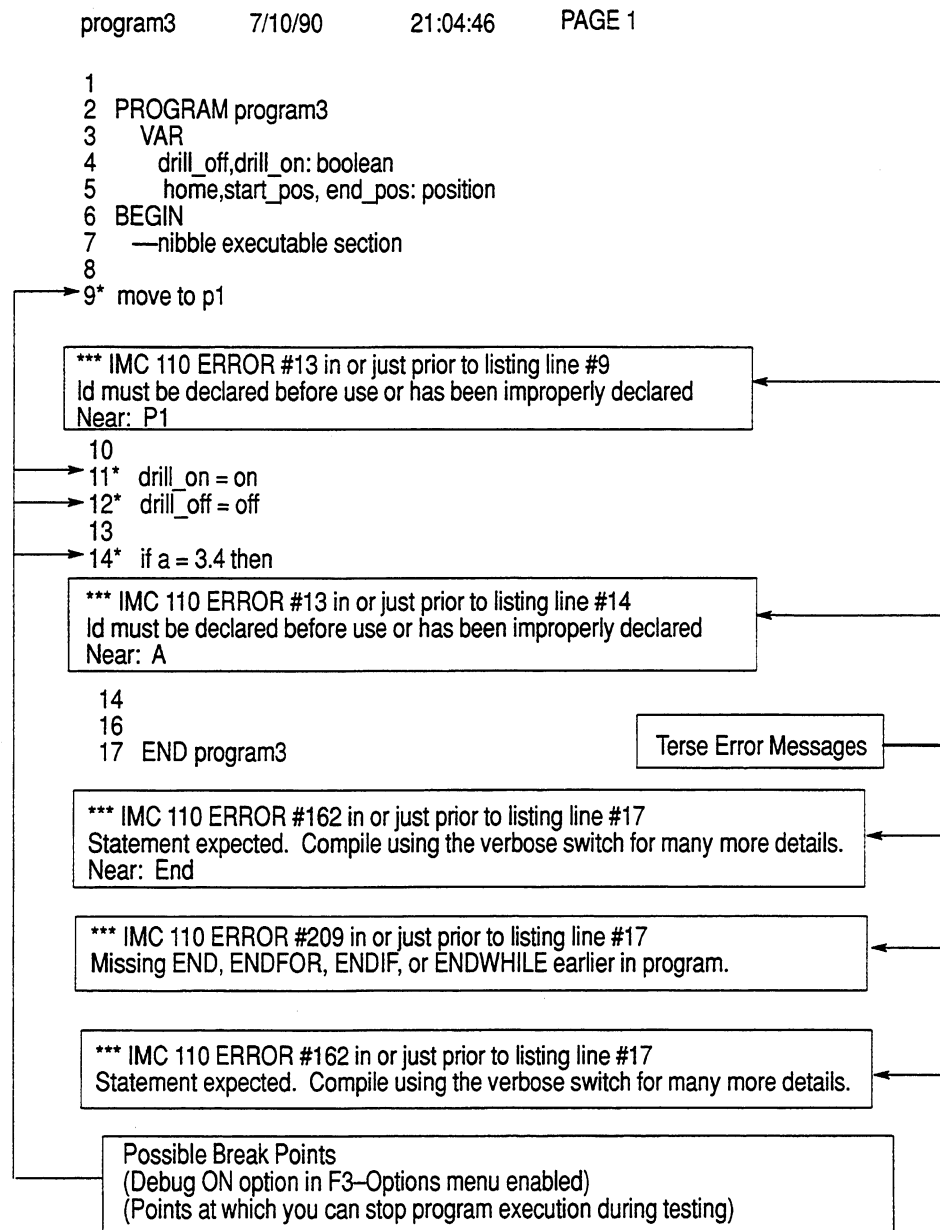 program3 7/10/90 21:04:46 PAGE 1
1
2 PROGRAM program3
3 VAR
4 drill_off,drill_on: boolean
5 home,start_pos, end_pos: position
6 BEGIN
7 —nibble executable section
8
9* move to p1
*** IMC 110 ERROR #13 in or just prior to listing line #9
Id must be declared before use or has been improperly declared
Near: P1
10
11* drill_on = on
12* drill_off = off
13
14* if a = 3.4 then
*** IMC 110 ERROR #13 in or just prior to listing line #14
Id must be declared before use or has been improperly declared
Near: A
14
16
17 END program3
Terse Error Messages
*** IMC 110 ERROR #162 in or just prior to listing line #17
Statement expected. Compile using the verbose switch for many more details.
Near: End
*** IMC 110 ERROR #209 in or just prior to listing line #17
Missing END, ENDFOR, ENDIF, or ENDWHILE earlier in program.
*** IMC 110 ERROR #162 in or just prior to listing line #17
Statement expected. Compile using the verbose switch for many more details.
Possible Break Points
(Debug ON option in F3–Options menu enabled)
(Points at which you can stop program execution during testing)